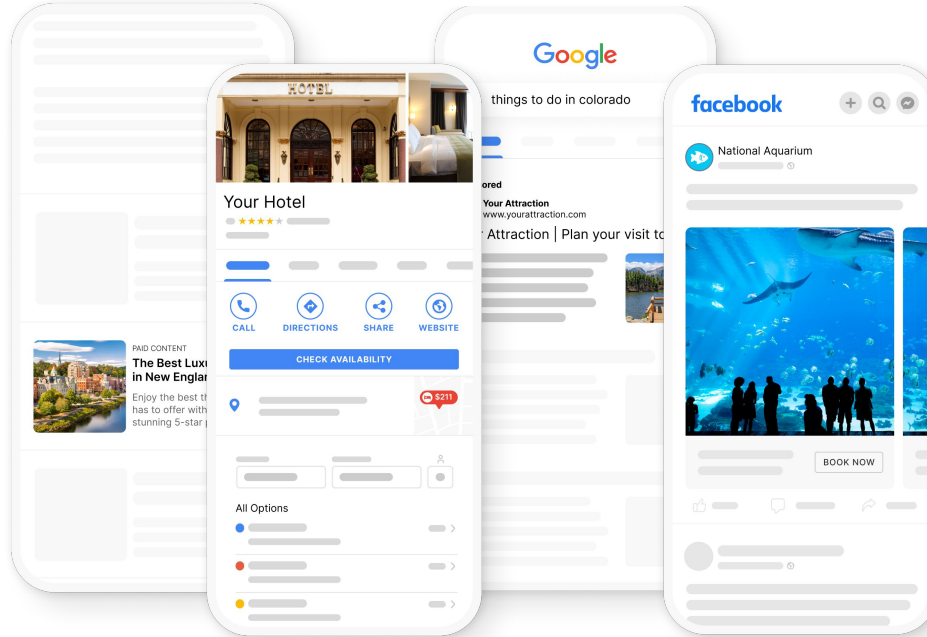 PAID CONTENT
The Best Luxu
in New Englan
Enjoy the best th
has to offer with
stunning 5-star p
HOTEL
Your Hotel
CALL
DIRECTIONS
SHARE
WEBSITE
CHECK AVAILABILITY
$211
All Options
Google
things to do in colorado
ored
Your Attraction
www.yourattraction.com
Attraction | Plan your visit to
facebook
National Aquarium
BOOK NOW